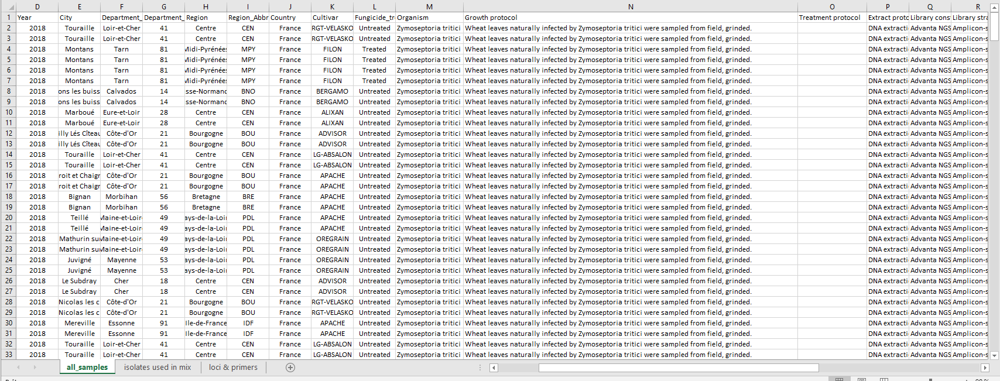 D E F G H I J K L M N O P Q R
1 Year City Department_ Department_ Region Region_Abbr Country Cultivar Fungicide_tr Organism Growth protocol Treatment protocol Extract proto Library cons Library stra
2 2018 Touraille Loir-et-Cher 41 Centre CEN France RGT-VELASKO Untreated Zymoseptoria tritici Wheat leaves naturally infected by Zymoseptoria tritici were sampled from field, grinded. DNA extracti Advanta NGS Amplicon-s
3 2018 Touraille Loir-et-Cher 41 Centre CEN France RGT-VELASKO Untreated Zymoseptoria tritici Wheat leaves naturally infected by Zymoseptoria tritici were sampled from field, grinded. DNA extracti Advanta NGS Amplicon-s
4 2018 Montans Tarn 81 Midi-Pyrénées MPY France FILON Treated Zymoseptoria tritici Wheat leaves naturally infected by Zymoseptoria tritici were sampled from field, grinded. DNA extracti Advanta NGS Amplicon-s
5 2018 Montans Tarn 81 Midi-Pyrénées MPY France FILON Treated Zymoseptoria tritici Wheat leaves naturally infected by Zymoseptoria tritici were sampled from field, grinded. DNA extracti Advanta NGS Amplicon-s
6 2018 Montans Tarn 81 Midi-Pyrénées MPY France FILON Treated Zymoseptoria tritici Wheat leaves naturally infected by Zymoseptoria tritici were sampled from field, grinded. DNA extracti Advanta NGS Amplicon-s
7 2018 Montans Tarn 81 Midi-Pyrénées MPY France FILON Treated Zymoseptoria tritici Wheat leaves naturally infected by Zymoseptoria tritici were sampled from field, grinded. DNA extracti Advanta NGS Amplicon-s
8 2018 ons les buiss Calvados 14 sse-Normand BNO France BERGAMO Untreated Zymoseptoria tritici Wheat leaves naturally infected by Zymoseptoria tritici were sampled from field, grinded. DNA extracti Advanta NGS Amplicon-s
9 2018 ons les buiss Calvados 14 sse-Normand BNO France BERGAMO Untreated Zymoseptoria tritici Wheat leaves naturally infected by Zymoseptoria tritici were sampled from field, grinded. DNA extracti Advanta NGS Amplicon-s
10 2018 Marboué Eure-et-Loir 28 Centre CEN France ALIXAN Untreated Zymoseptoria tritici Wheat leaves naturally infected by Zymoseptoria tritici were sampled from field, grinded. DNA extracti Advanta NGS Amplicon-s
11 2018 Marboué Eure-et-Loir 28 Centre CEN France ALIXAN Untreated Zymoseptoria tritici Wheat leaves naturally infected by Zymoseptoria tritici were sampled from field, grinded. DNA extracti Advanta NGS Amplicon-s
12 2018 illy Lés Cîteau Côte-d'Or 21 Bourgogne BOU France ADVISOR Untreated Zymoseptoria tritici Wheat leaves naturally infected by Zymoseptoria tritici were sampled from field, grinded. DNA extracti Advanta NGS Amplicon-s
13 2018 illy Lés Cîteau Côte-d'Or 21 Bourgogne BOU France ADVISOR Untreated Zymoseptoria tritici Wheat leaves naturally infected by Zymoseptoria tritici were sampled from field, grinded. DNA extracti Advanta NGS Amplicon-s
14 2018 Touraille Loir-et-Cher 41 Centre CEN France LG-ABSALON Untreated Zymoseptoria tritici Wheat leaves naturally infected by Zymoseptoria tritici were sampled from field, grinded. DNA extracti Advanta NGS Amplicon-s
15 2018 Touraille Loir-et-Cher 41 Centre CEN France LG-ABSALON Untreated Zymoseptoria tritici Wheat leaves naturally infected by Zymoseptoria tritici were sampled from field, grinded. DNA extracti Advanta NGS Amplicon-s
16 2018 roit et Chaigr Côte-d'Or 21 Bourgogne BOU France APACHE Untreated Zymoseptoria tritici Wheat leaves naturally infected by Zymoseptoria tritici were sampled from field, grinded. DNA extracti Advanta NGS Amplicon-s
17 2018 roit et Chaigr Côte-d'Or 21 Bourgogne BOU France APACHE Untreated Zymoseptoria tritici Wheat leaves naturally infected by Zymoseptoria tritici were sampled from field, grinded. DNA extracti Advanta NGS Amplicon-s
18 2018 Bignan Morbihan 56 Bretagne BRE France APACHE Untreated Zymoseptoria tritici Wheat leaves naturally infected by Zymoseptoria tritici were sampled from field, grinded. DNA extracti Advanta NGS Amplicon-s
19 2018 Bignan Morbihan 56 Bretagne BRE France APACHE Untreated Zymoseptoria tritici Wheat leaves naturally infected by Zymoseptoria tritici were sampled from field, grinded. DNA extracti Advanta NGS Amplicon-s
20 2018 Teillé Maine-et-Loire 49 ays-de-la-Loir PDL France APACHE Untreated Zymoseptoria tritici Wheat leaves naturally infected by Zymoseptoria tritici were sampled from field, grinded. DNA extracti Advanta NGS Amplicon-s
21 2018 Teillé Maine-et-Loire 49 ays-de-la-Loir PDL France APACHE Untreated Zymoseptoria tritici Wheat leaves naturally infected by Zymoseptoria tritici were sampled from field, grinded. DNA extracti Advanta NGS Amplicon-s
22 2018 Mathurin su Maine-et-Loire 49 ays-de-la-Loir PDL France OREGRAIN Untreated Zymoseptoria tritici Wheat leaves naturally infected by Zymoseptoria tritici were sampled from field, grinded. DNA extracti Advanta NGS Amplicon-s
23 2018 Mathurin su Maine-et-Loire 49 ays-de-la-Loir PDL France OREGRAIN Untreated Zymoseptoria tritici Wheat leaves naturally infected by Zymoseptoria tritici were sampled from field, grinded. DNA extracti Advanta NGS Amplicon-s
24 2018 Juvigné Mayenne 53 ays-de-la-Loir PDL France OREGRAIN Untreated Zymoseptoria tritici Wheat leaves naturally infected by Zymoseptoria tritici were sampled from field, grinded. DNA extracti Advanta NGS Amplicon-s
25 2018 Juvigné Mayenne 53 ays-de-la-Loir PDL France OREGRAIN Untreated Zymoseptoria tritici Wheat leaves naturally infected by Zymoseptoria tritici were sampled from field, grinded. DNA extracti Advanta NGS Amplicon-s
26 2018 Le Subdray Cher 18 Centre CEN France ADVISOR Untreated Zymoseptoria tritici Wheat leaves naturally infected by Zymoseptoria tritici were sampled from field, grinded. DNA extracti Advanta NGS Amplicon-s
27 2018 Le Subdray Cher 18 Centre CEN France ADVISOR Untreated Zymoseptoria tritici Wheat leaves naturally infected by Zymoseptoria tritici were sampled from field, grinded. DNA extracti Advanta NGS Amplicon-s
28 2018 Nicolas les c Côte-d'Or 21 Bourgogne BOU France RGT-VELASKO Untreated Zymoseptoria tritici Wheat leaves naturally infected by Zymoseptoria tritici were sampled from field, grinded. DNA extracti Advanta NGS Amplicon-s
29 2018 Nicolas les c Côte-d'Or 21 Bourgogne BOU France RGT-VELASKO Untreated Zymoseptoria tritici Wheat leaves naturally infected by Zymoseptoria tritici were sampled from field, grinded. DNA extracti Advanta NGS Amplicon-s
30 2018 Mereville Essonne 91 Ile-de-France IDF France APACHE Untreated Zymoseptoria tritici Wheat leaves naturally infected by Zymoseptoria tritici were sampled from field, grinded. DNA extracti Advanta NGS Amplicon-s
31 2018 Mereville Essonne 91 Ile-de-France IDF France APACHE Untreated Zymoseptoria tritici Wheat leaves naturally infected by Zymoseptoria tritici were sampled from field, grinded. DNA extracti Advanta NGS Amplicon-s
32 2018 Touraille Loir-et-Cher 41 Centre CEN France LG-ABSALON Untreated Zymoseptoria tritici Wheat leaves naturally infected by Zymoseptoria tritici were sampled from field, grinded. DNA extracti Advanta NGS Amplicon-s
33 2018 Touraille Loir-et-Cher 41 Centre CEN France LG-ABSALON Untreated Zymoseptoria tritici Wheat leaves naturally infected by Zymoseptoria tritici were sampled from field, grinded. DNA extracti Advanta NGS Amplicon-s
all_samples isolates used in mix loci & primers